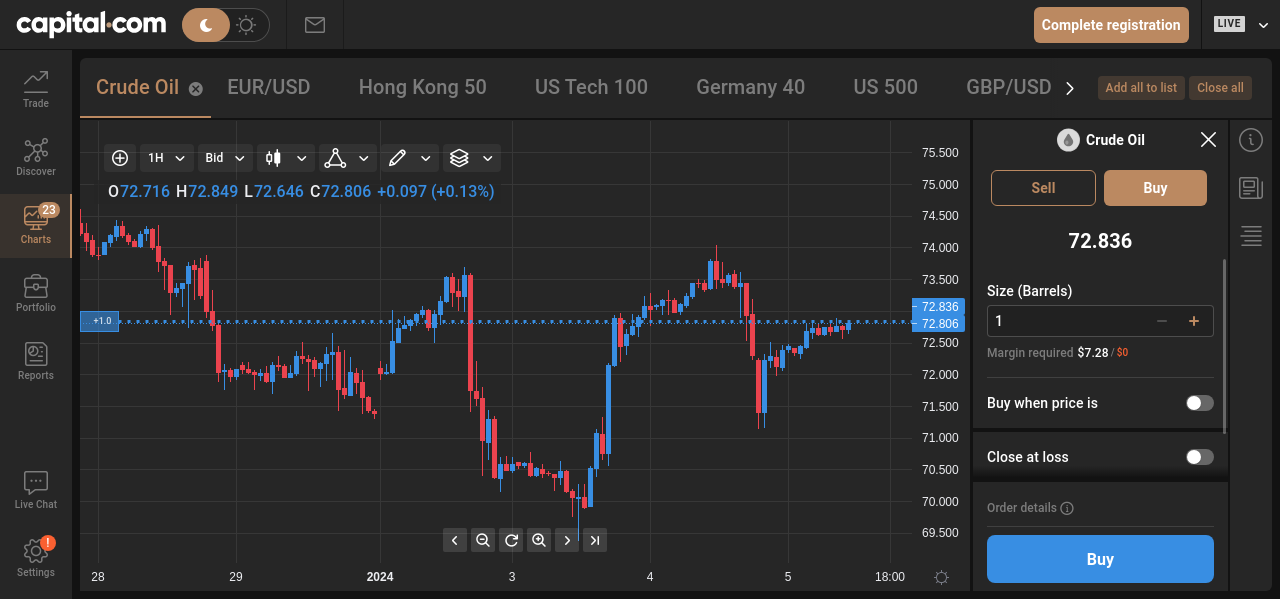 capital.com
Complete registration
LIVE
Trade
Discover
23
Charts
Portfolio
Reports
Live Chat
!
Settings
Crude Oil
EUR/USD
Hong Kong 50
US Tech 100
Germany 40
US 500
GBP/USD
Add all to list
Close all
1H
Bid
O72.716 H72.849 L72.646 C72.806 +0.097 (+0.13%)
+1.0
75.500
75.000
74.500
74.000
73.500
72.836
72.806
72.500
72.000
71.500
71.000
70.500
70.000
69.500
28
29
2024
3
4
5
18:00
Crude Oil
Sell
Buy
72.836
Size (Barrels)
1
Margin required $7.28 / $0
Buy when price is
Close at loss
Order details
Buy